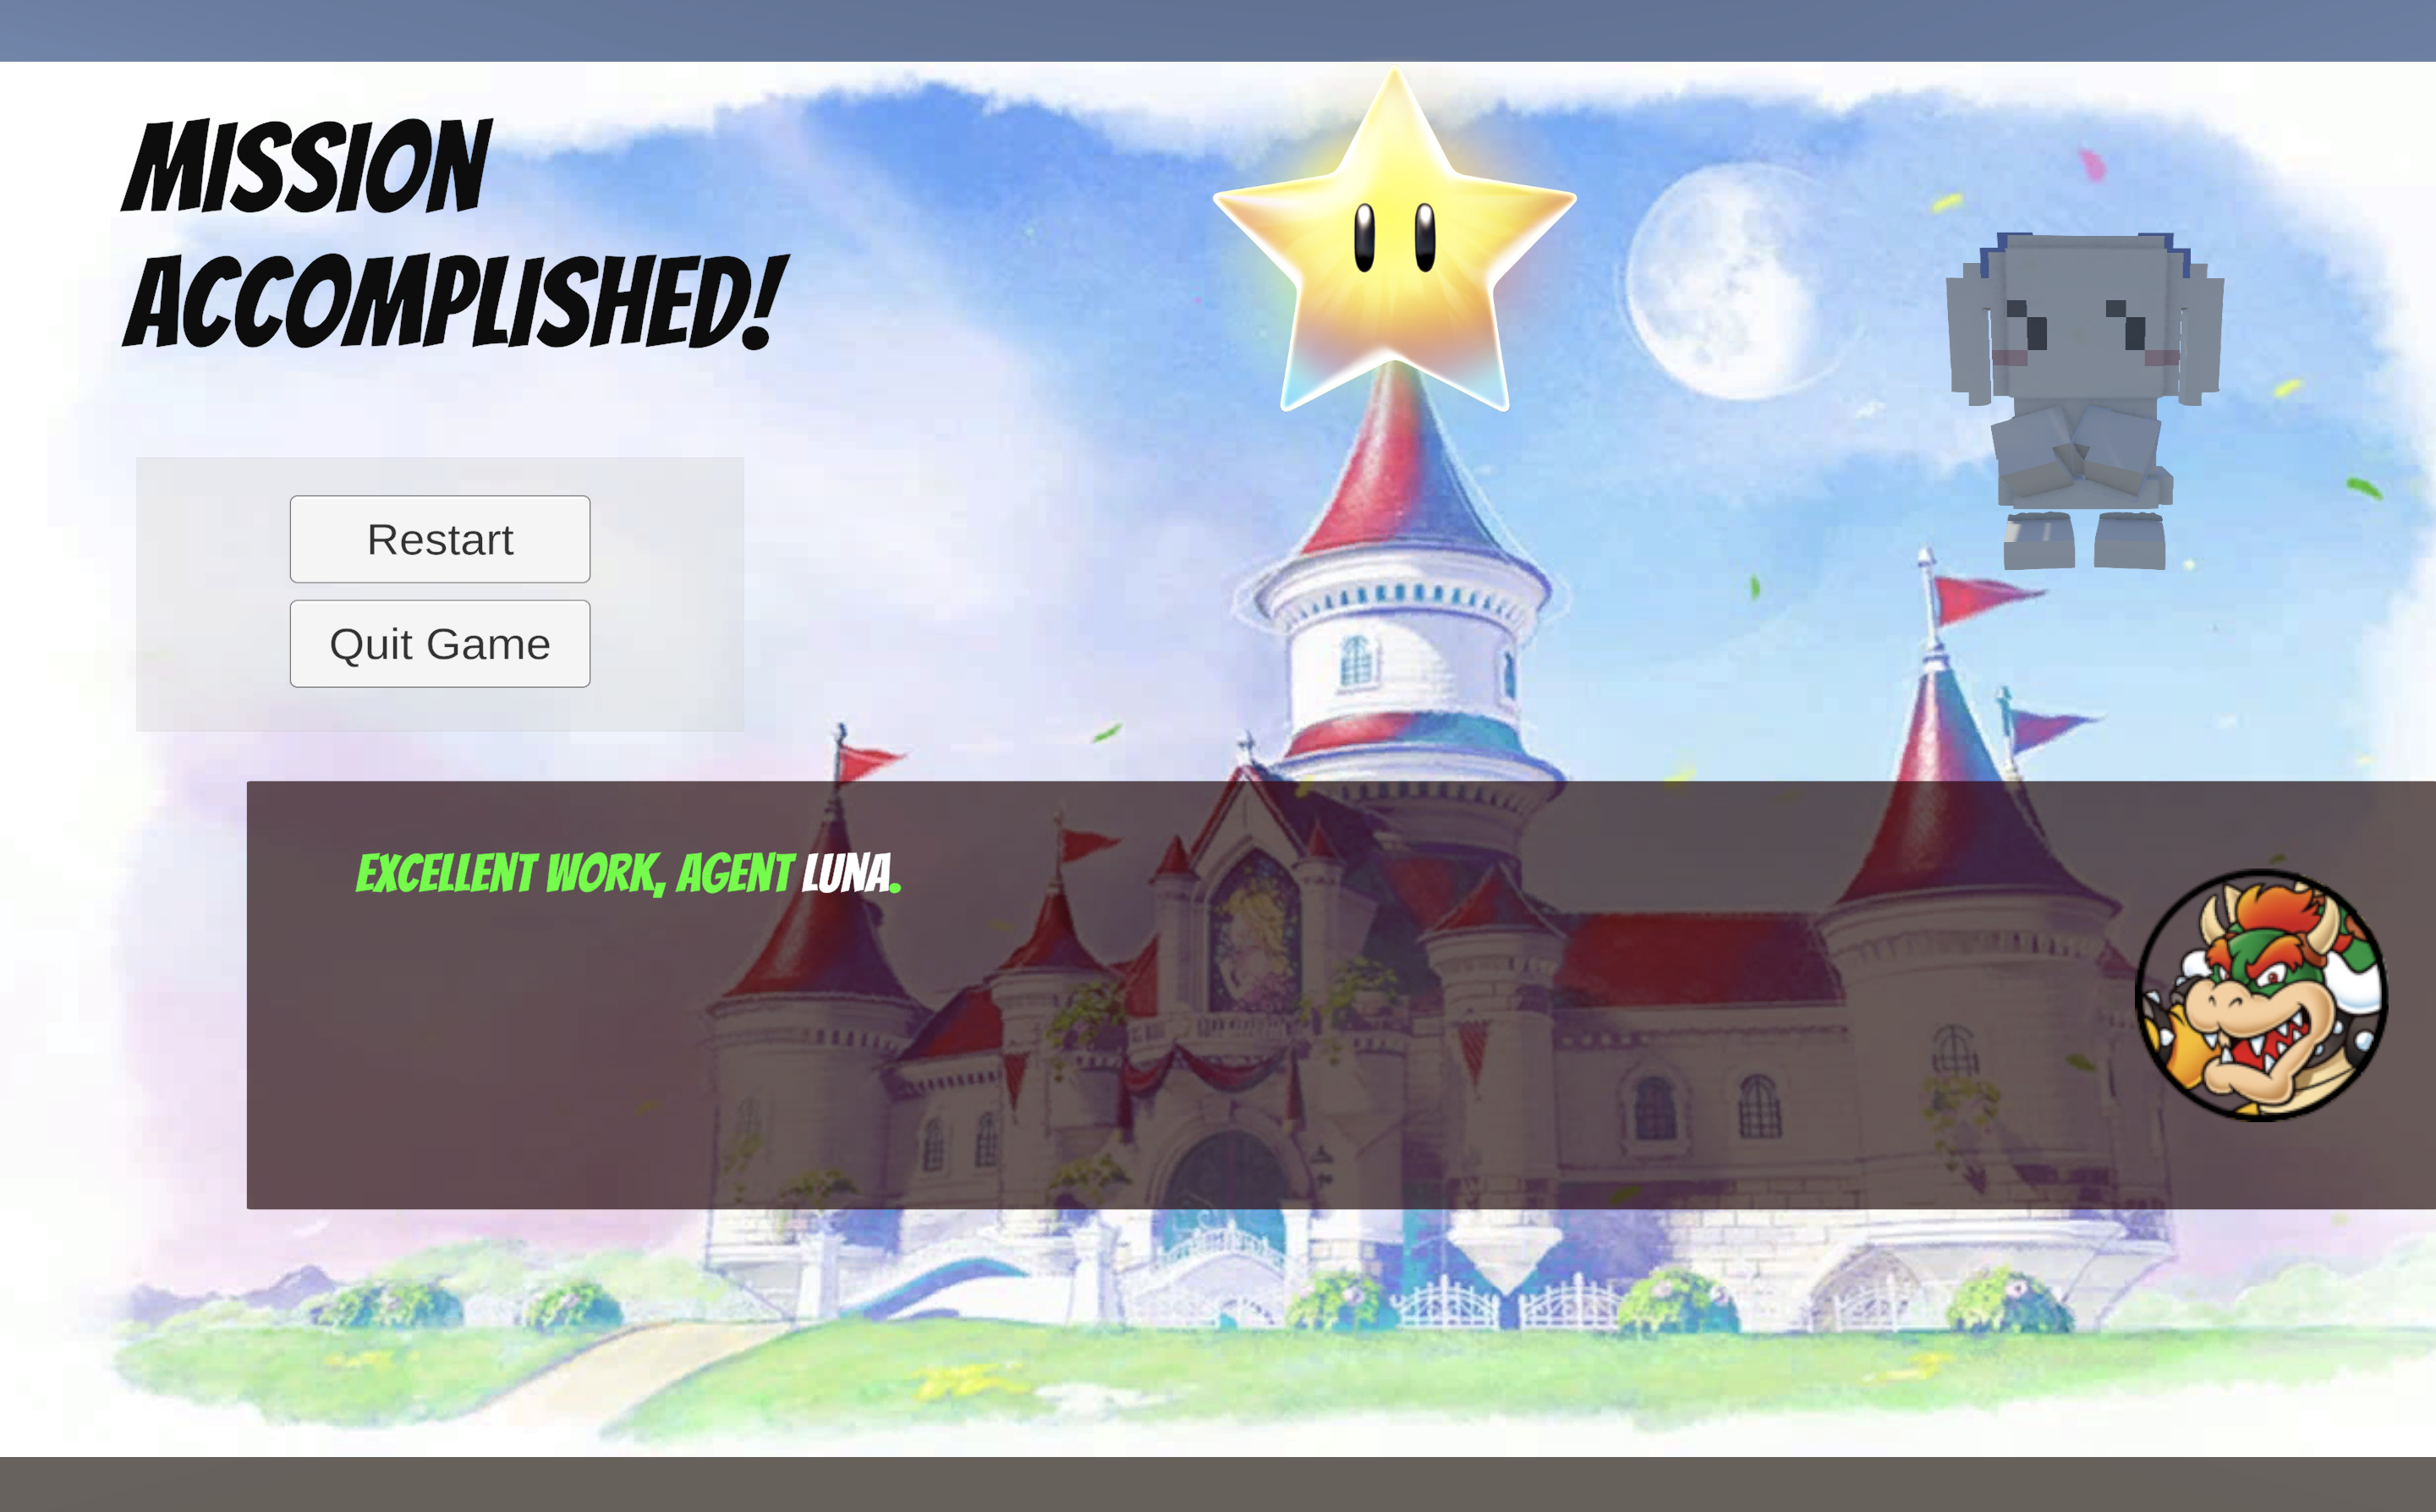 MISSION
ACCOMPLISHED!
Restart
Quit Game
EXCELLENT WORK, AGENT LUNA.